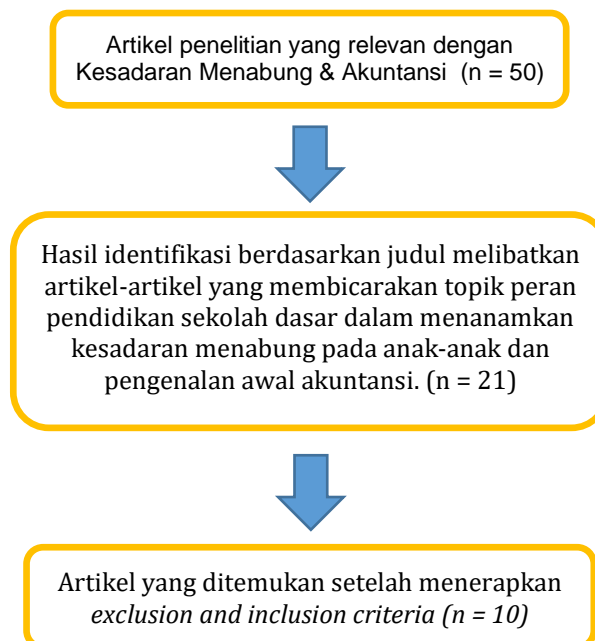 Artikel penelitian yang relevan dengan
Kesadaran Menabung & Akuntansi (n = 50)
Hasil identifikasi berdasarkan judul melibatkan
artikel-artikel yang membicarakan topik peran
pendidikan sekolah dasar dalam menanamkan
kesadaran menabung pada anak-anak dan
pengenalan awal akuntansi. (n = 21)
Artikel yang ditemukan setelah menerapkan
exclusion and inclusion criteria (n = 10)